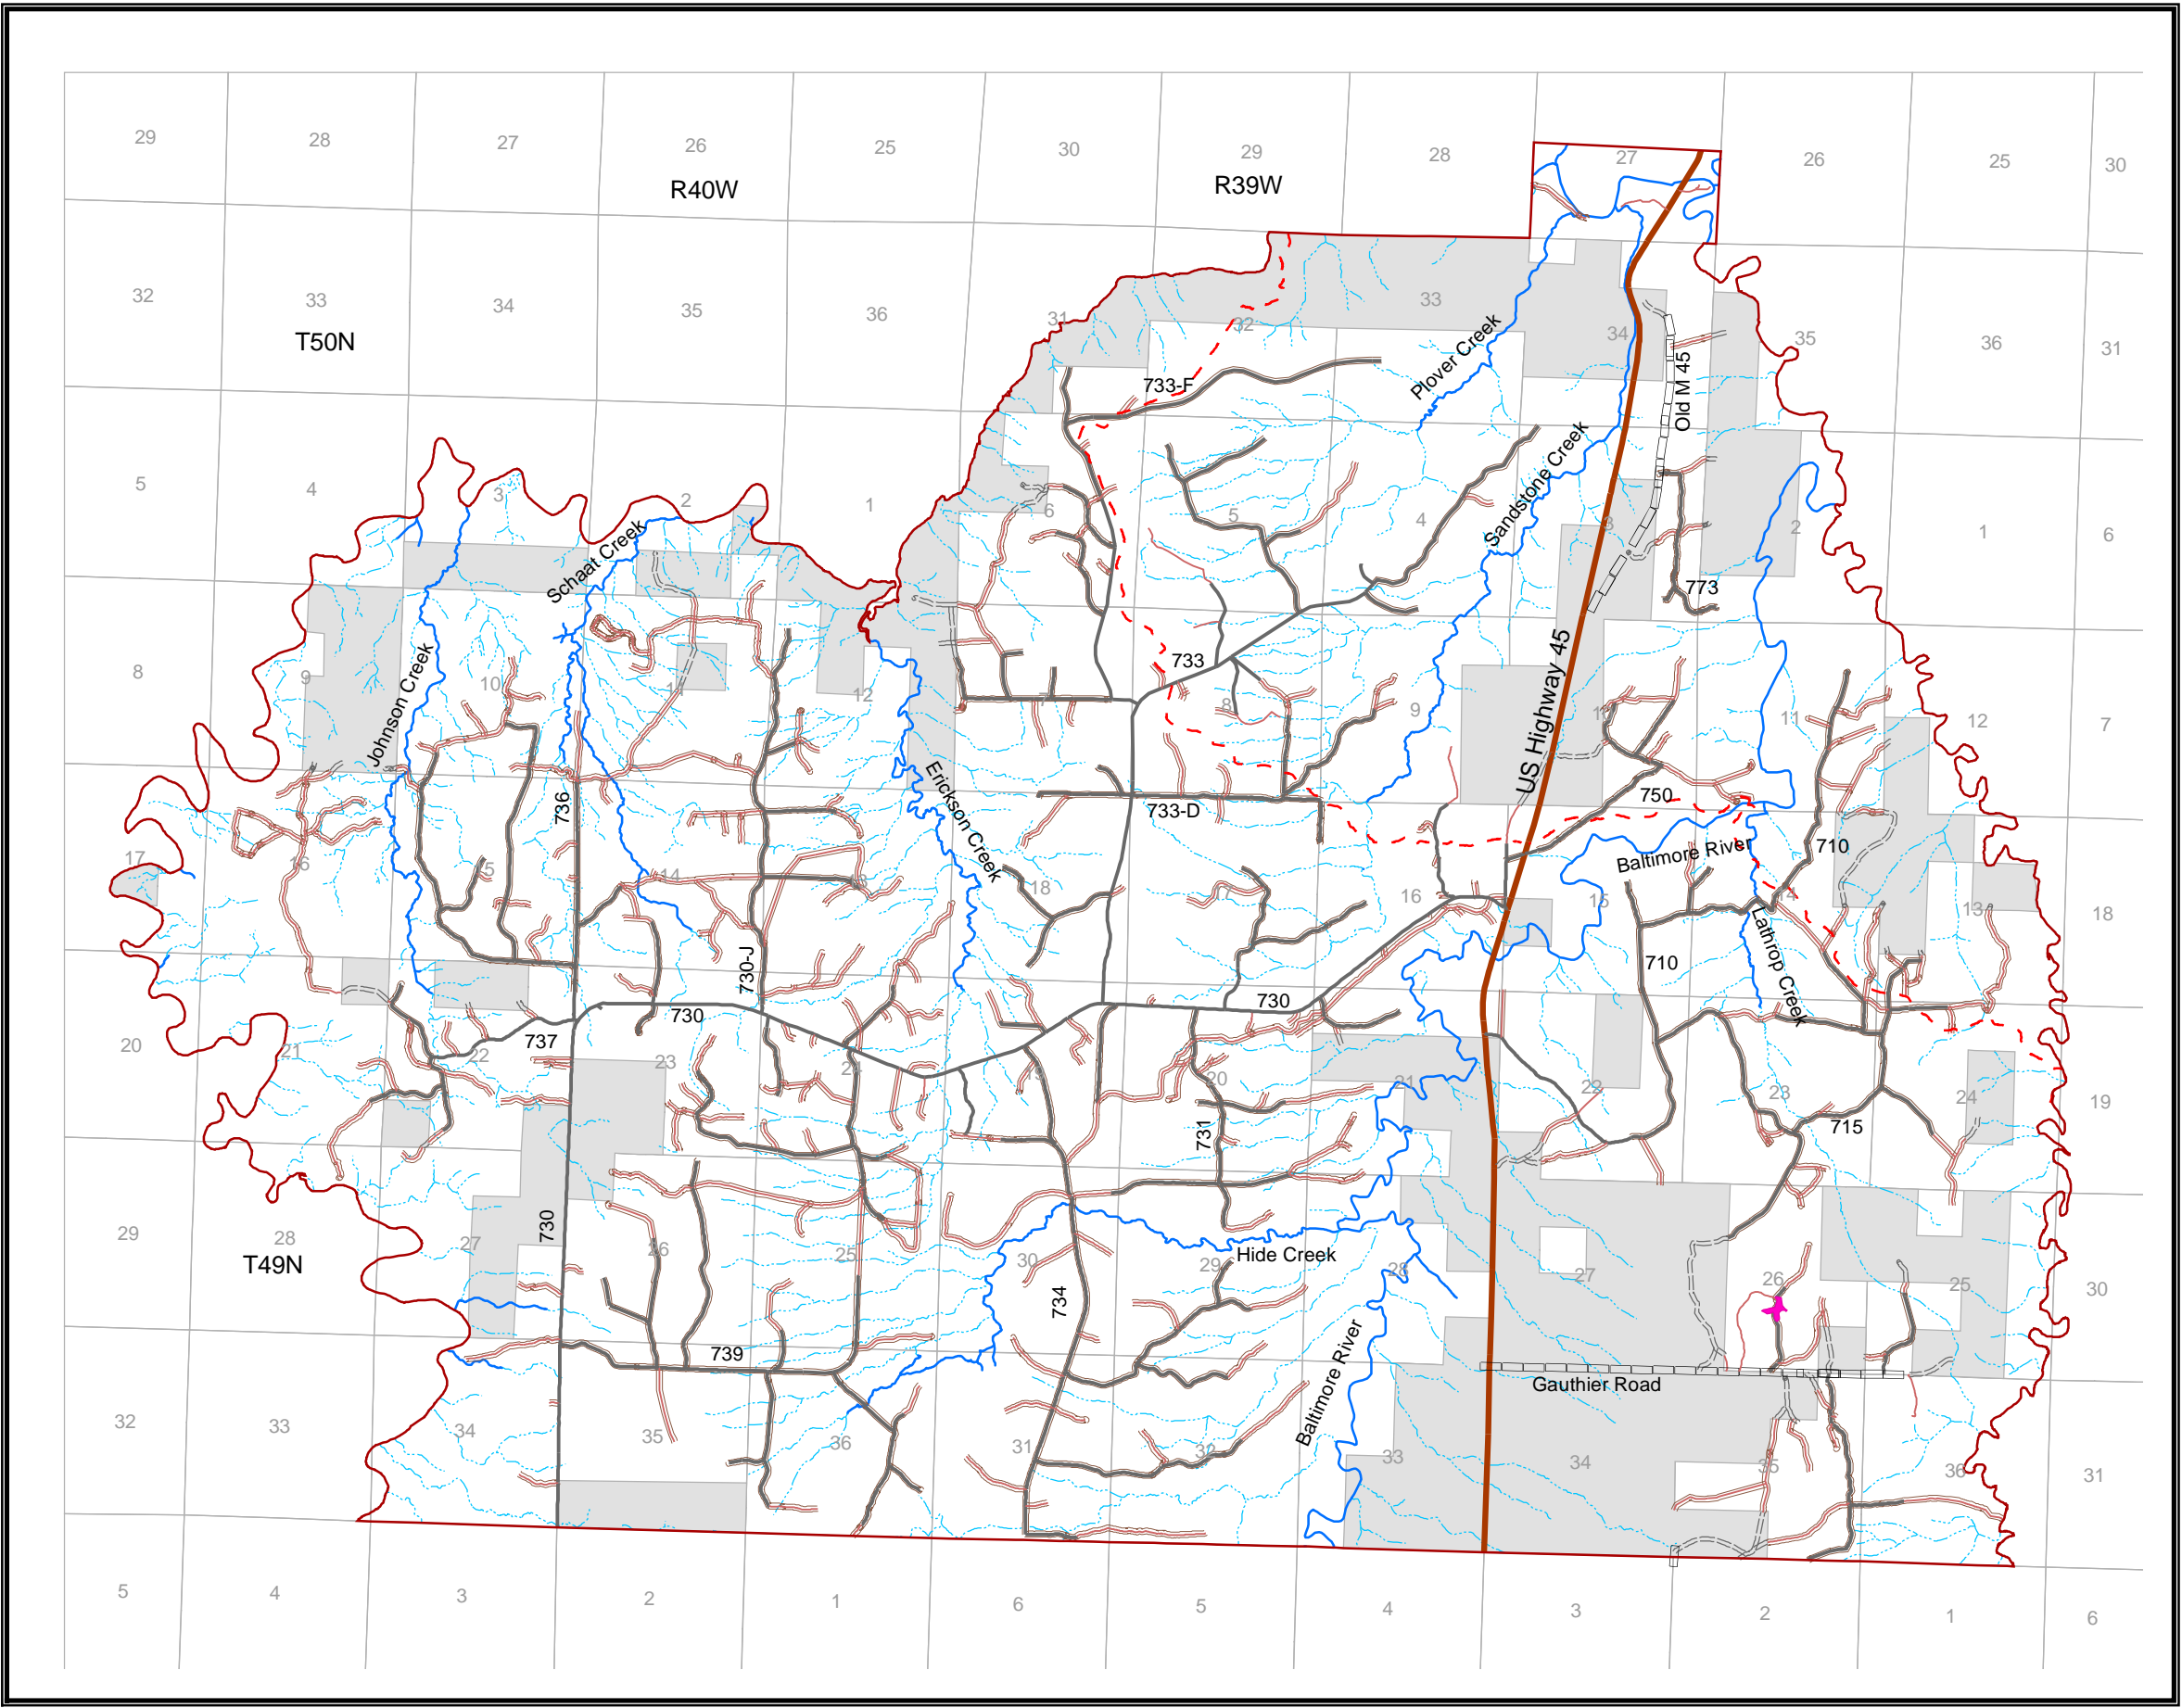 29 28 27 26 25 30 29 28 27 26 25 30
R40W R39W
32 33 34 35 36 31 32 33 34 35 36 31
T50N
733-F
Plover Creek
Old M 45
5 4 3 2 1 6 5 4 3 2 1 6
Schaat Creek
Sandstone Creek
773
8 9 10 11 12 7 8 9 10 11 12 7
Johnson Creek
733
US Highway 45
736
Erickson Creek
733-D
750
17 16 15 14 13 18 17 16 15 14 13 18
Baltimore River
710
730-J
710
Lathrop Creek
730
730
737
20 21 22 23 24 19 20 21 22 23 24 19
731
715
29 28 27 26 25 30 29 28 27 26 25 30
T49N
730
Hide Creek
734
739
Baltimore River
Gauthier Road
32 33 34 35 36 31 32 33 34 35 36 31
5 4 3 2 1 6 5 4 3 2 1 6